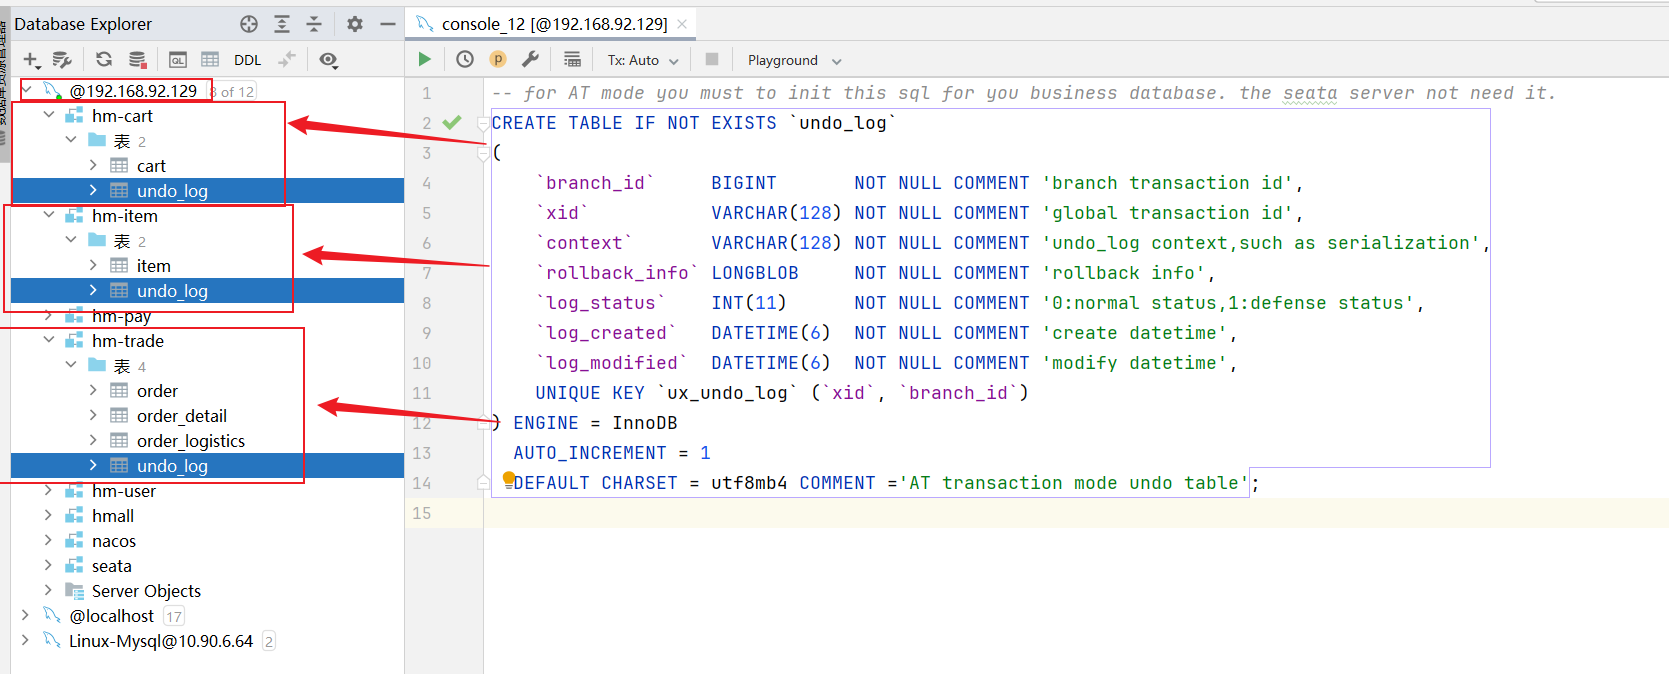 Database Explorer
console_12 [@192.168.92.129]
QL
DDL
p
Tx: Auto
Playground
@192.168.92.129 8 of 12
hm-cart
表 2
cart
undo_log
hm-item
表 2
item
undo_log
hm-pay
hm-trade
表 4
order
order_detail
order_logistics
undo_log
hm-user
hmall
nacos
seata
Server Objects
@localhost 17
Linux-Mysql@10.90.6.64 2
1 -- for AT mode you must to init this sql for you business database. the seata server not need it.
2 CREATE TABLE IF NOT EXISTS `undo_log`
3 (
4 `branch_id` BIGINT NOT NULL COMMENT 'branch transaction id',
5 `xid` VARCHAR(128) NOT NULL COMMENT 'global transaction id',
6 `context` VARCHAR(128) NOT NULL COMMENT 'undo_log context,such as serialization',
7 `rollback_info` LONGBLOB NOT NULL COMMENT 'rollback info',
8 `log_status` INT(11) NOT NULL COMMENT '0:normal status,1:defense status',
9 `log_created` DATETIME(6) NOT NULL COMMENT 'create datetime',
10 `log_modified` DATETIME(6) NOT NULL COMMENT 'modify datetime',
11 UNIQUE KEY `ux_undo_log` (`xid`, `branch_id`)
12 ) ENGINE = InnoDB
13 AUTO_INCREMENT = 1
14 DEFAULT CHARSET = utf8mb4 COMMENT ='AT transaction mode undo table';
15